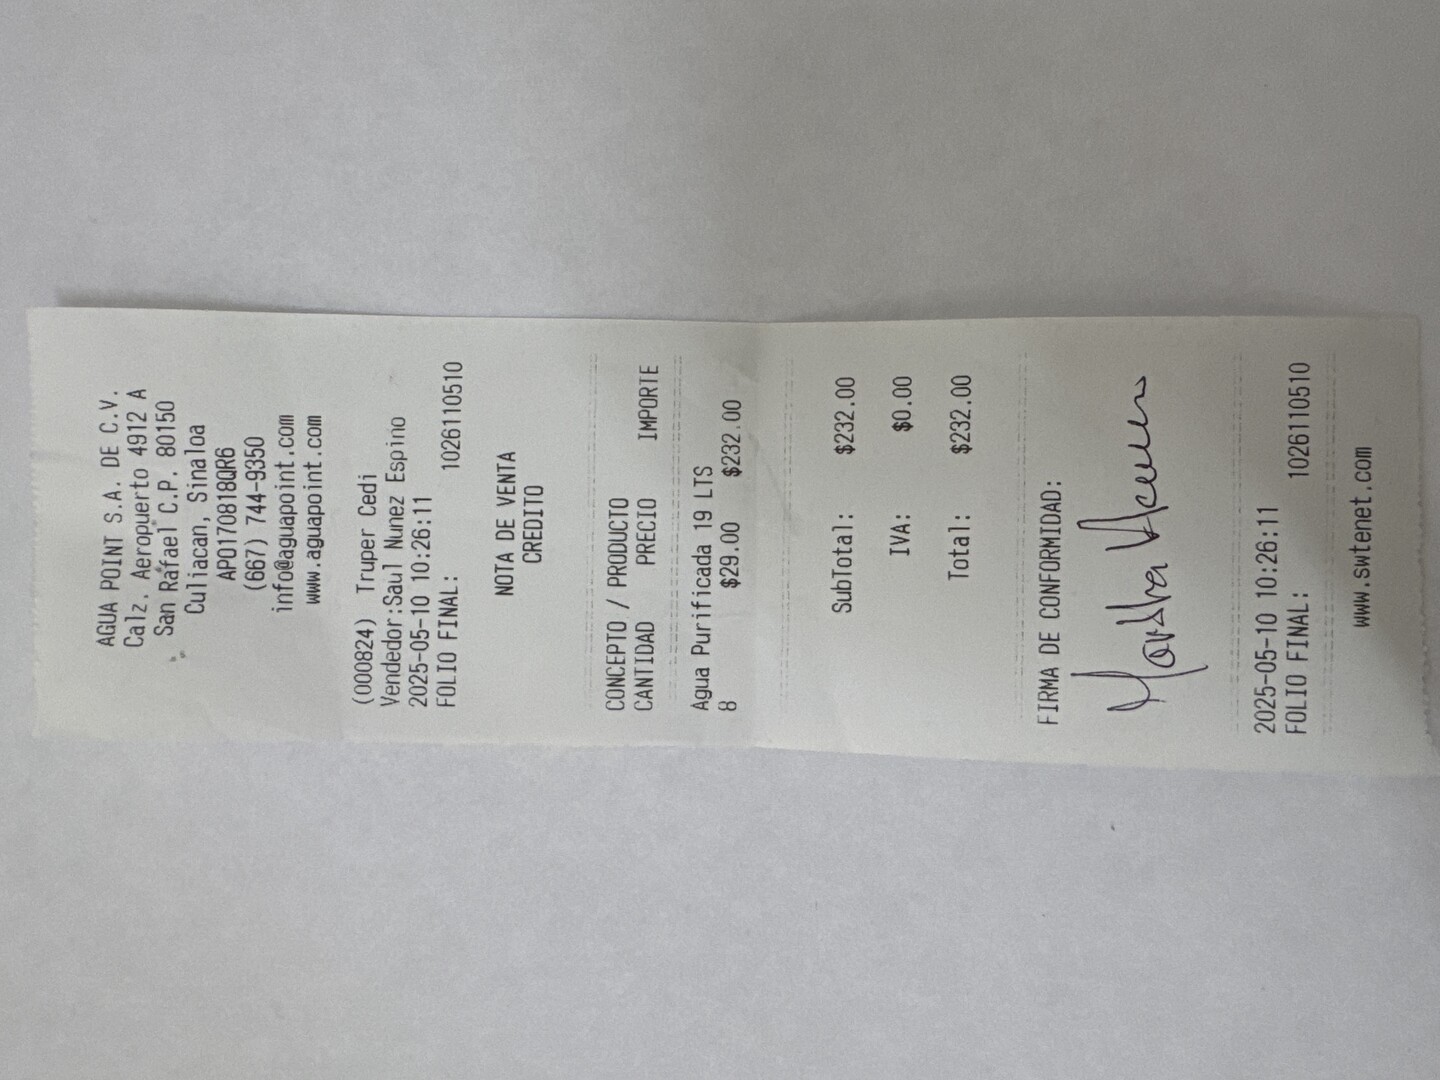 AGUA POINT S.A. DE C.V.
Calz. Aeropuerto 4912 A
San Rafael C.P. 80150
Culiacan, Sinaloa
APO170818QR6
(667) 744-9350
info@aguapoint.com
www.aguapoint.com
(000824) Truper Cedi
Vendedor:Saul Nunez Espino
2025-05-10 10:26:11
FOLIO FINAL: 1026110510
NOTA DE VENTA
CREDITO
CONCEPTO / PRODUCTO
CANTIDAD PRECIO IMPORTE
Agua Purificada 19 LTS
8 $29.00 $232.00
SubTotal: $232.00
IVA: $0.00
Total: $232.00
FIRMA DE CONFORMIDAD:
2025-05-10 10:26:11
FOLIO FINAL: 1026110510
www.swtenet.com